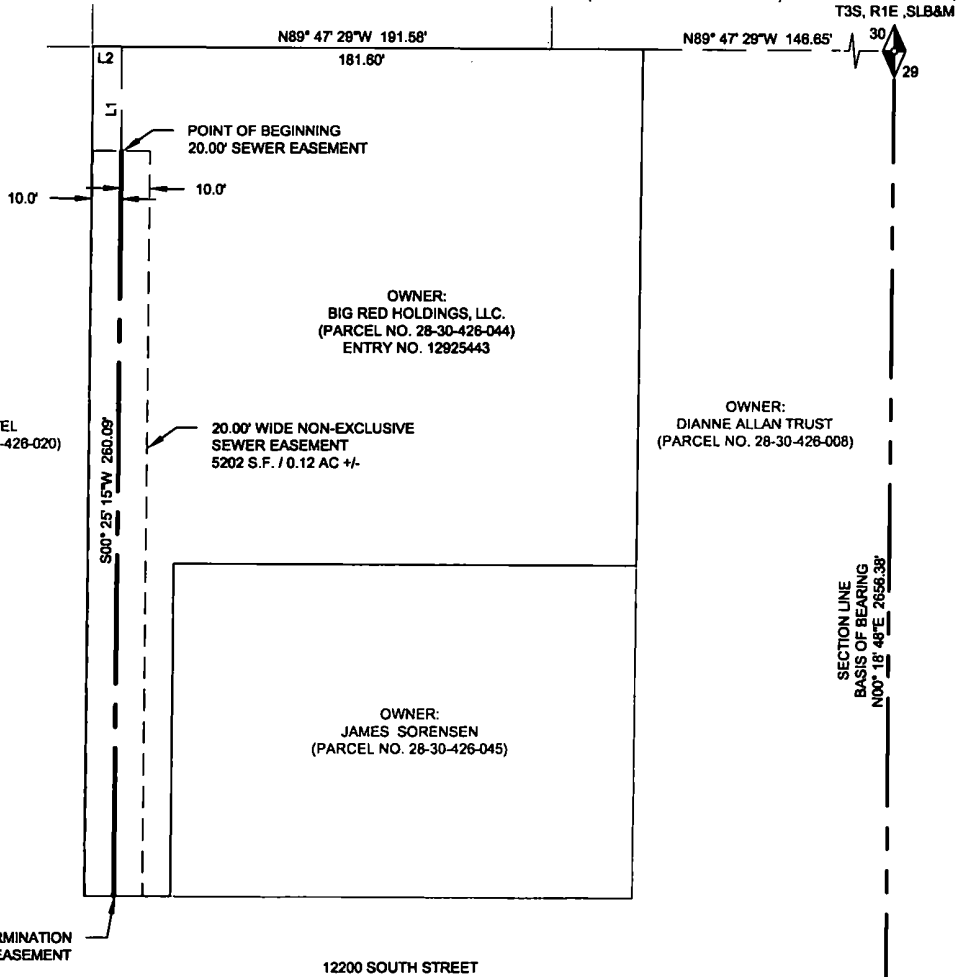 T3S, R1E ,SLB&M
N89° 47' 29"W 191.58'
N89° 47' 29"W 146.65'
30
29
L2
181.60'
L1
POINT OF BEGINNING
20.00' SEWER EASEMENT
10.0'
10.0'
OWNER:
BIG RED HOLDINGS, LLC.
(PARCEL NO. 28-30-426-044)
ENTRY NO. 12925443
OWNER:
DIANNE ALLAN TRUST
(PARCEL NO. 28-30-426-008)
TEL
-426-020)
20.00' WIDE NON-EXCLUSIVE
SEWER EASEMENT
5202 S.F. / 0.12 AC +/-
S00° 25' 15"W 260.09'
SECTION LINE
BASIS OF BEARING
N00° 18' 48"E 2656.38'
OWNER:
JAMES SORENSEN
(PARCEL NO. 28-30-426-045)
RMINATION
EASEMENT
12200 SOUTH STREET